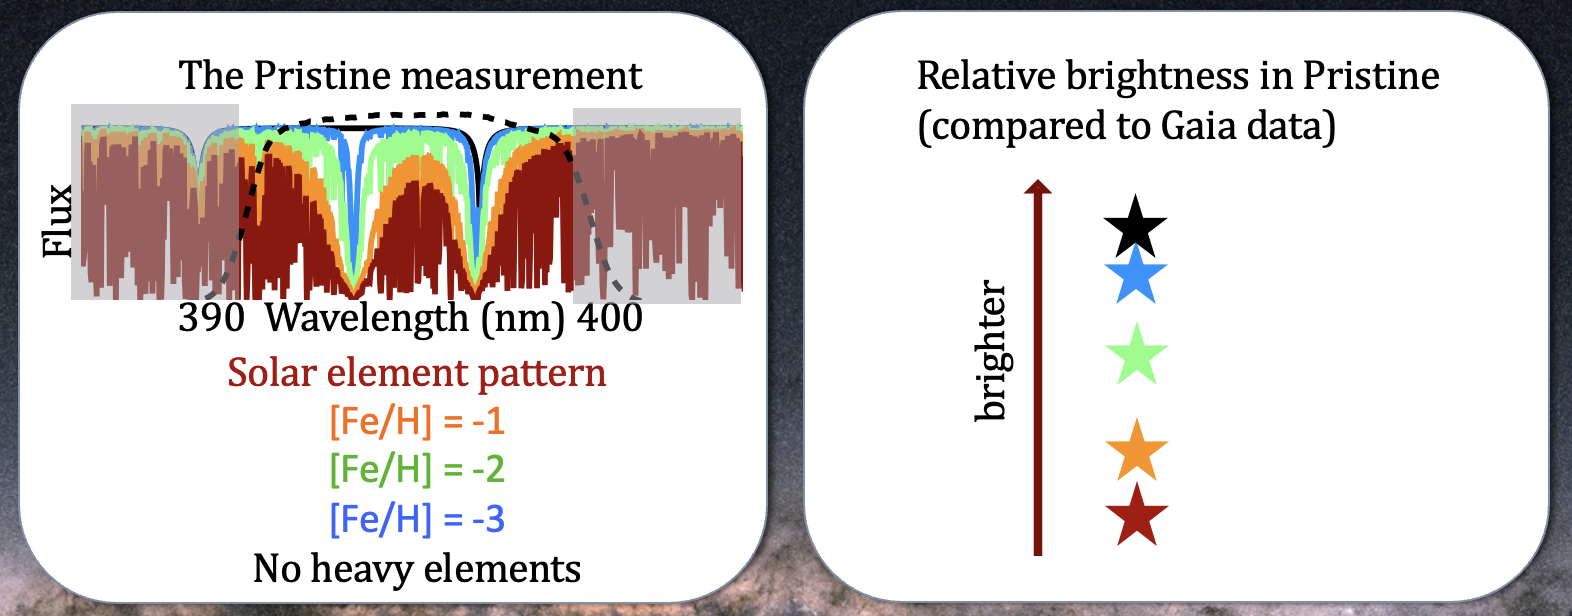 The Pristine measurement
Flux
390 Wavelength (nm) 400
Solar element pattern
[Fe/H] = -1
[Fe/H] = -2
[Fe/H] = -3
No heavy elements
Relative brightness in Pristine
(compared to Gaia data)
brighter